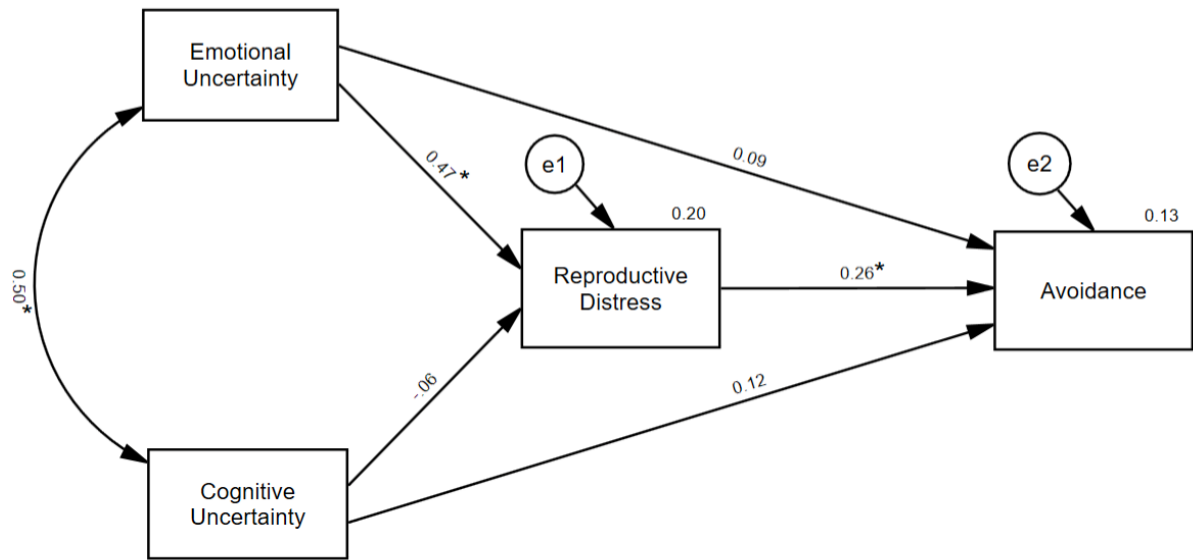 Emotional
Uncertainty
0.09
0.47*
e1
e2
0.20
0.13
Reproductive
Distress
0.26*
Avoidance
0.50*
-.06
0.12
Cognitive
Uncertainty